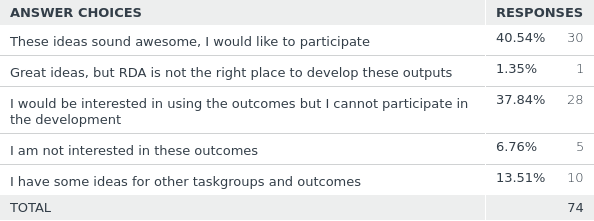 ANSWER CHOICES RESPONSES
These ideas sound awesome, I would like to participate 40.54% 30
Great ideas, but RDA is not the right place to develop these outputs 1.35% 1
I would be interested in using the outcomes but I cannot participate in 37.84% 28
the development
I am not interested in these outcomes 6.76% 5
I have some ideas for other taskgroups and outcomes 13.51% 10
TOTAL 74